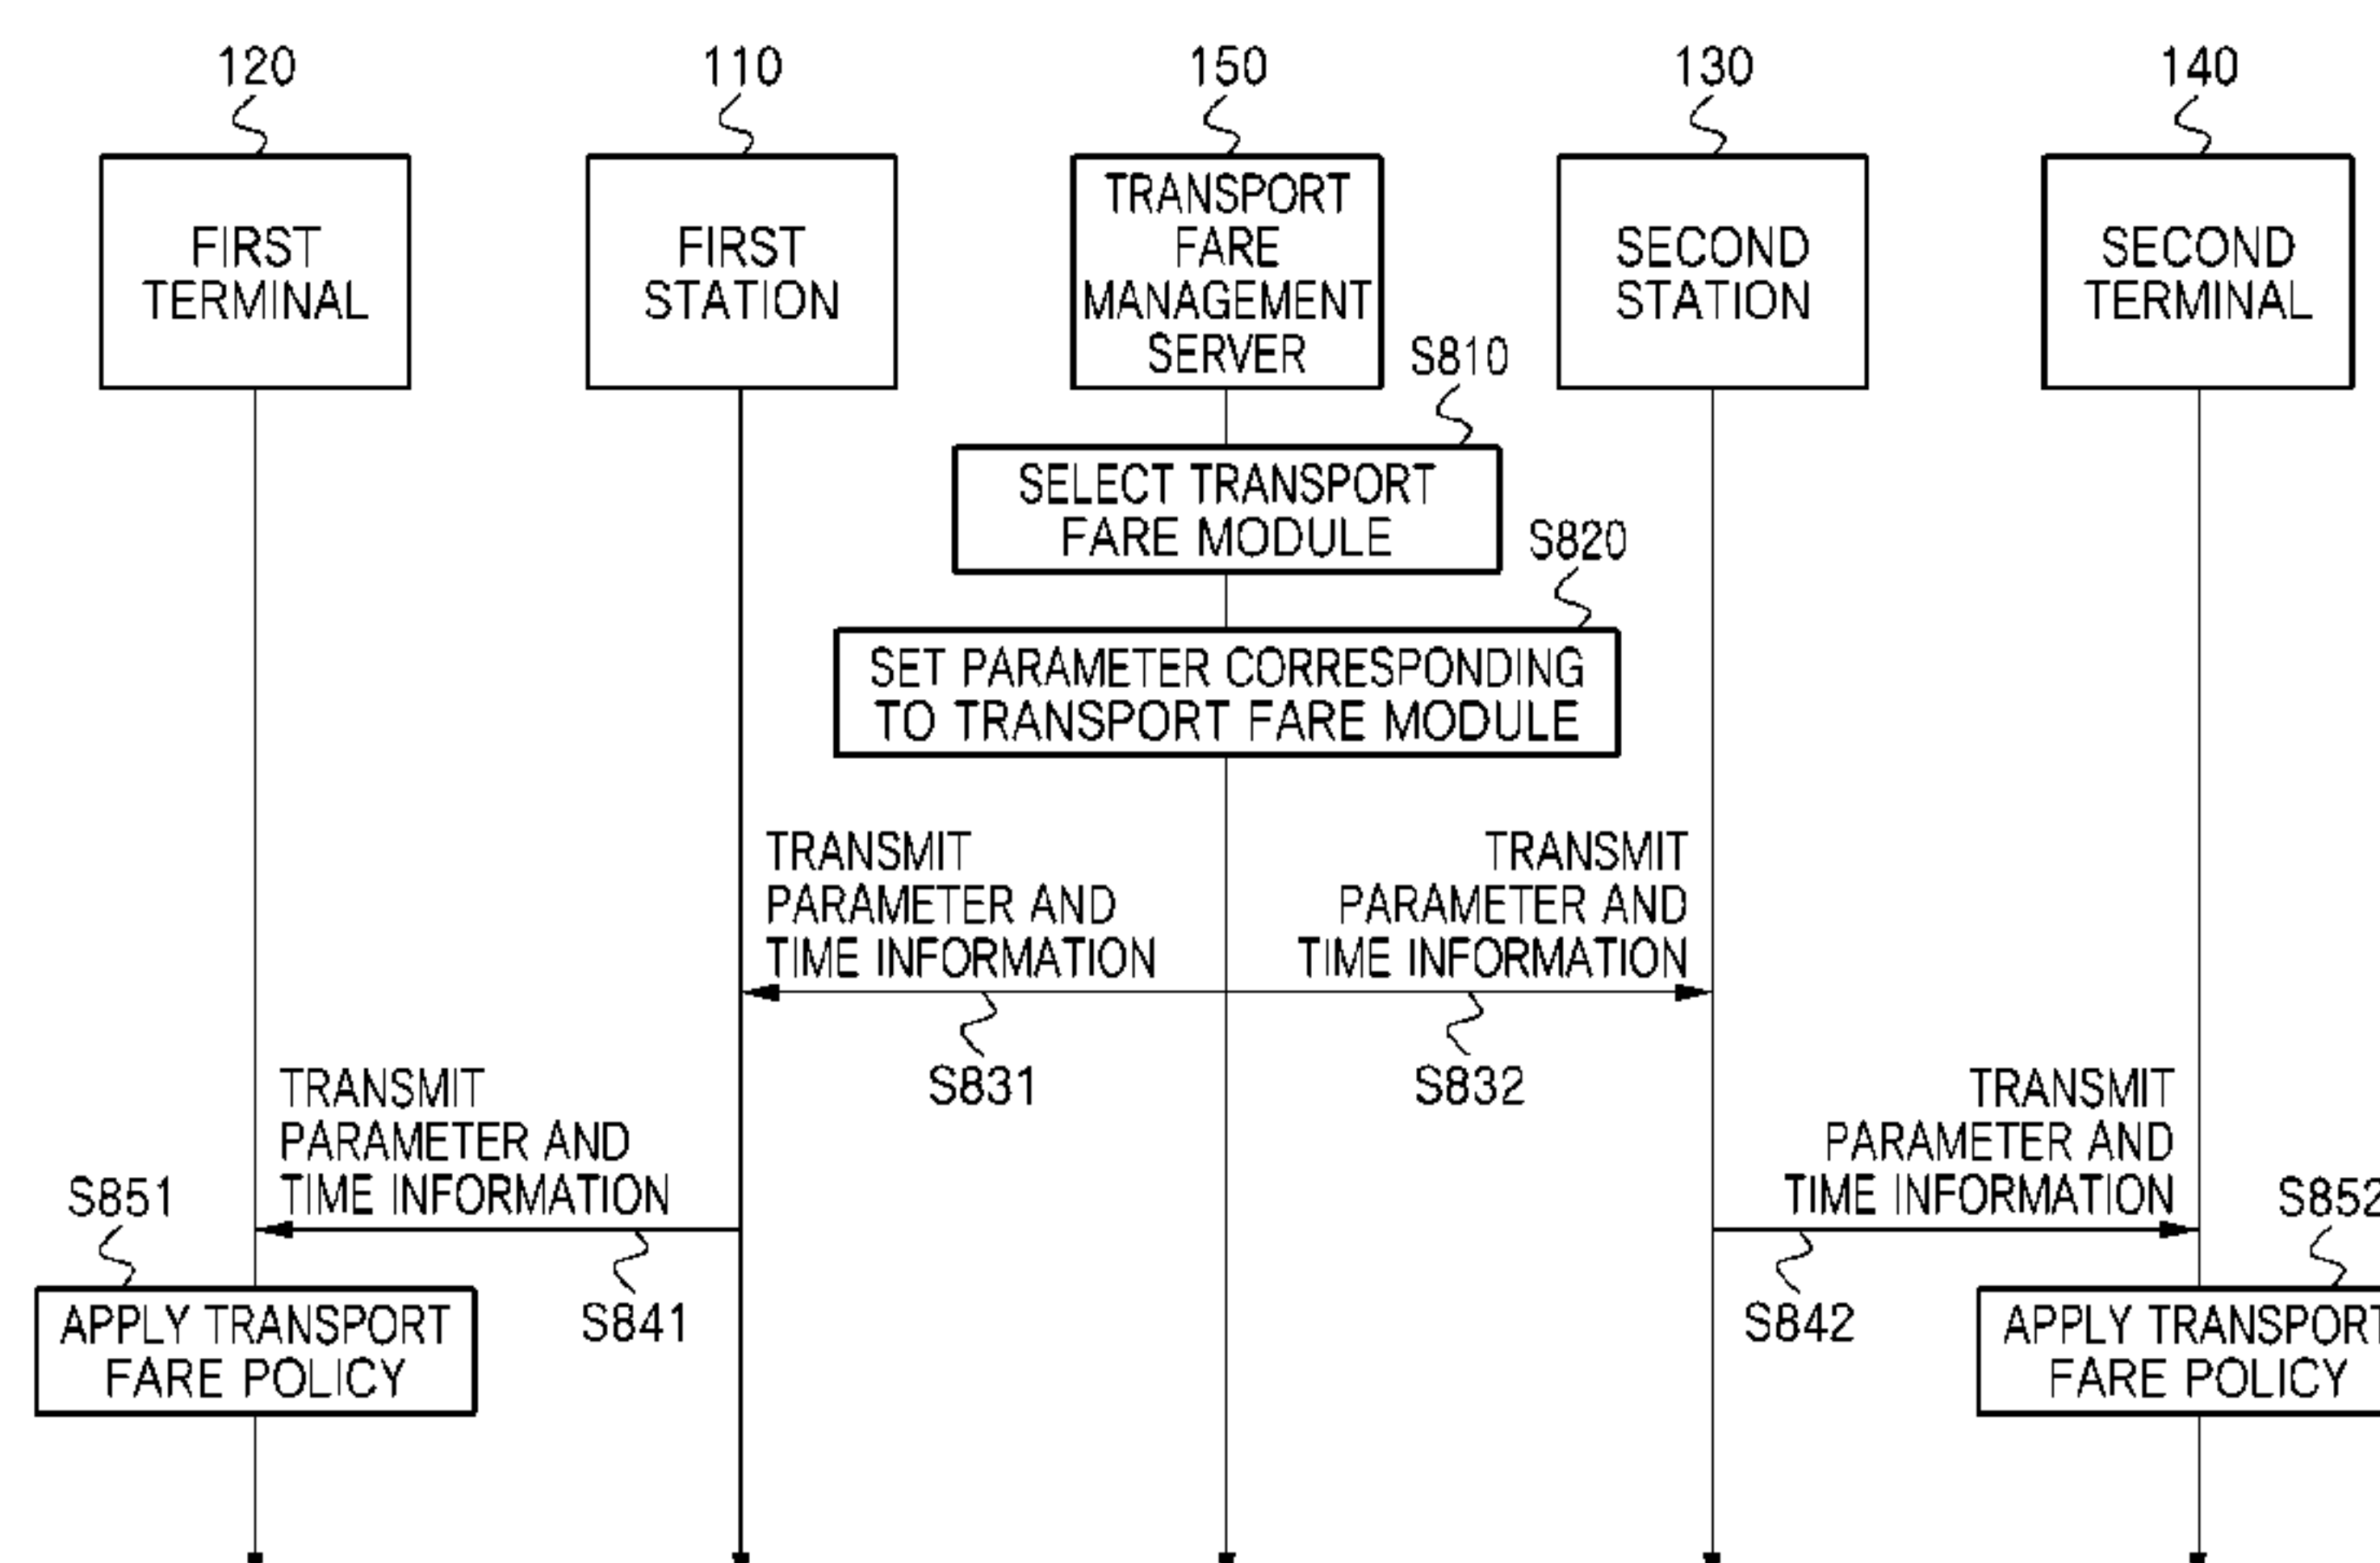 120
110
150
130
140
FIRST
TERMINAL
FIRST
STATION
TRANSPORT
FARE
MANAGEMENT
SERVER
SECOND
STATION
SECOND
TERMINAL
S810
SELECT TRANSPORT
FARE MODULE
S820
SET PARAMETER CORRESPONDING
TO TRANSPORT FARE MODULE
TRANSMIT
PARAMETER AND
TIME INFORMATION
TRANSMIT
PARAMETER AND
TIME INFORMATION
S831
S832
TRANSMIT
PARAMETER AND
TIME INFORMATION
TRANSMIT
PARAMETER AND
TIME INFORMATION
S851
S852
S841
S842
APPLY TRANSPORT
FARE POLICY
APPLY TRANSPORT
FARE POLICY